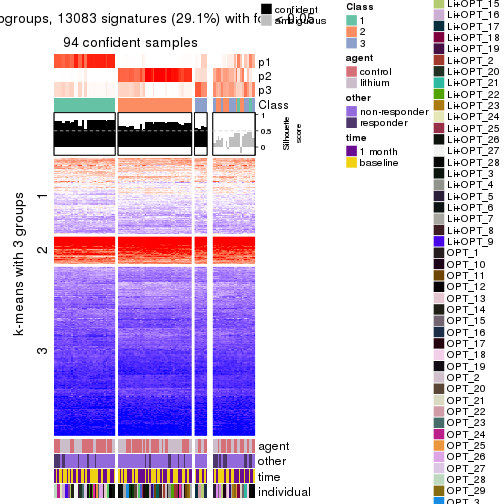 ogroups, 13083 signatures (29.1%) with fdr < 0.05
94 confident samples
confident
ambiguous
p1
p2
p3
Class
1
0.5
0
Silhouette
score
k-means with 3 groups
1
2
3
agent
other
time
individual
Class
1
2
3
agent
control
lithium
other
non-responder
responder
time
1 month
baseline
Li+OPT_15
Li+OPT_16
Li+OPT_17
Li+OPT_18
Li+OPT_19
Li+OPT_2
Li+OPT_20
Li+OPT_21
Li+OPT_22
Li+OPT_23
Li+OPT_24
Li+OPT_25
Li+OPT_26
Li+OPT_27
Li+OPT_28
Li+OPT_3
Li+OPT_4
Li+OPT_5
Li+OPT_6
Li+OPT_7
Li+OPT_8
Li+OPT_9
OPT_1
OPT_10
OPT_11
OPT_12
OPT_13
OPT_14
OPT_15
OPT_16
OPT_17
OPT_18
OPT_19
OPT_2
OPT_20
OPT_21
OPT_22
OPT_23
OPT_24
OPT_25
OPT_26
OPT_27
OPT_28
OPT_29